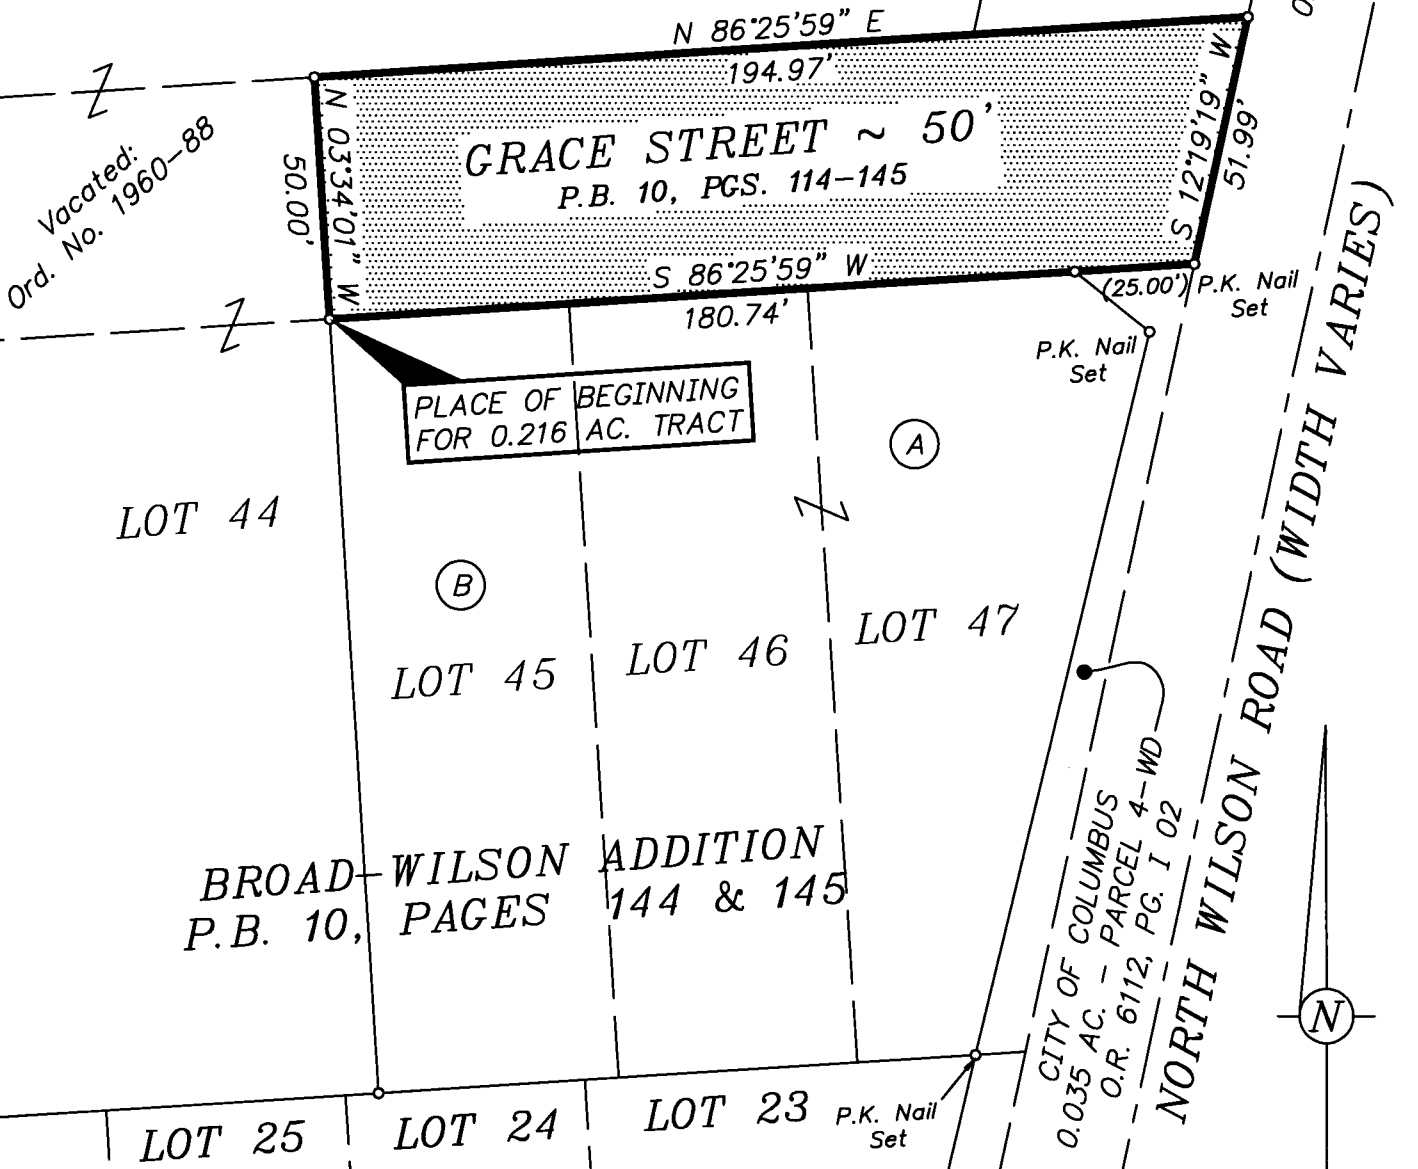 N 86°25'59" E
194.97'
N 03°34'01" W
50.00'
GRACE STREET ~ 50'
P.B. 10, PGS. 114-145
S 12°19'19" W
51.99'
S 86°25'59" W
180.74'
(25.00')
P.K. Nail
Set
P.K. Nail
Set
Vacated:
Ord. No. 1960-88
PLACE OF BEGINNING
FOR 0.216 AC. TRACT
A
B
LOT 44
LOT 45
LOT 46
LOT 47
BROAD-WILSON ADDITION
P.B. 10, PAGES 144 & 145
CITY OF COLUMBUS
0.035 AC. - PARCEL 4-WD
O.R. 6112, PG. I 02
NORTH WILSON ROAD (WIDTH VARIES)
N
LOT 25
LOT 24
LOT 23
P.K. Nail
Set